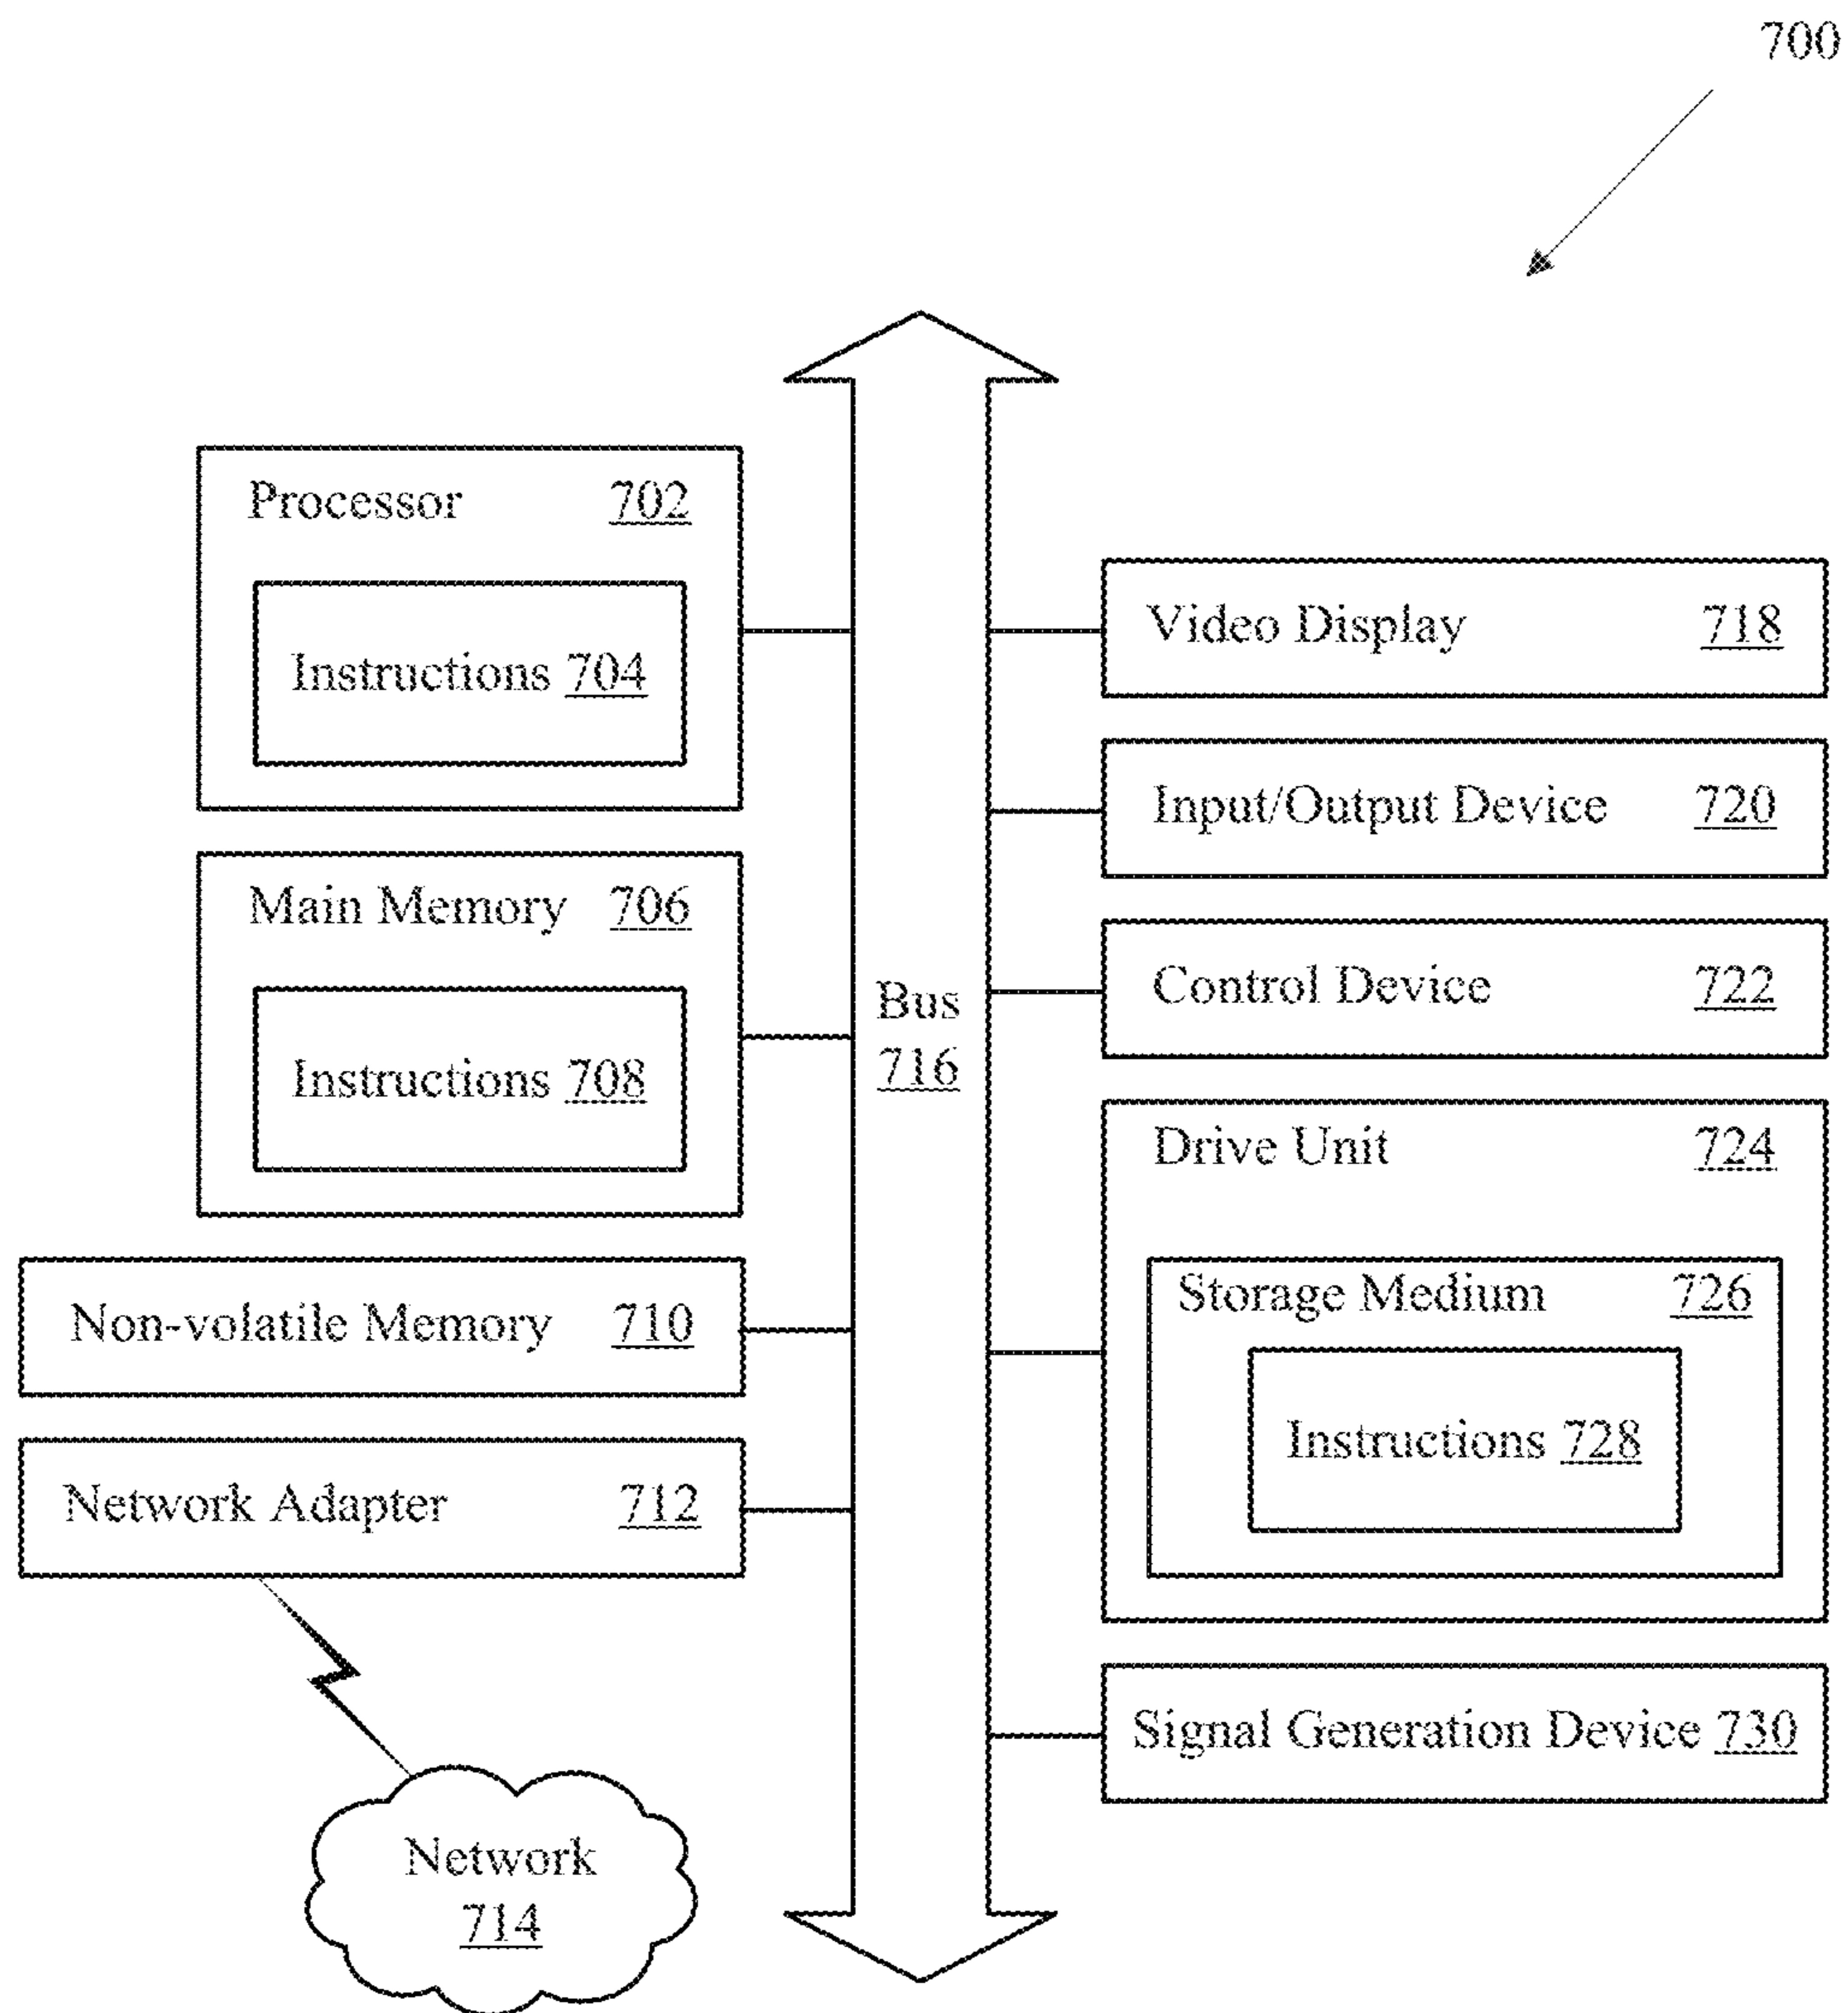 700
Processor 702
Instructions 704
Main Memory 706
Instructions 708
Non-volatile Memory 710
Network Adapter 712
Network
714
Bus
716
Video Display 718
Input/Output Device 720
Control Device 722
Drive Unit 724
Storage Medium 726
Instructions 728
Signal Generation Device 730